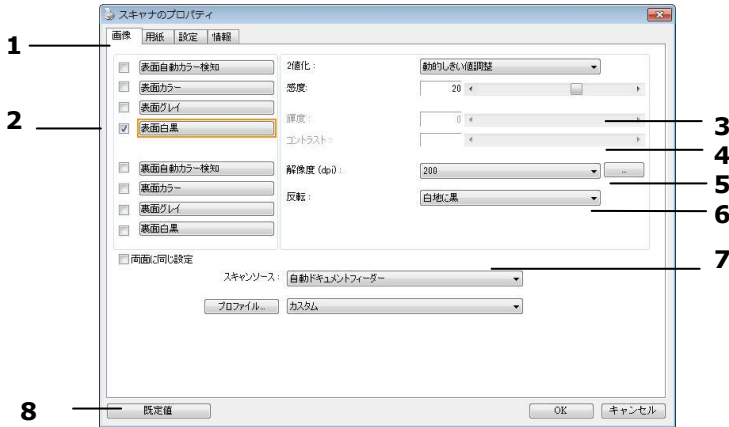 スキャナのプロパティ
画像 用紙 設定 情報
1
表面自動カラー検知
表面カラー
表面グレイ
2
表面白黒
裏面自動カラー検知
裏面カラー
裏面グレイ
裏面白黒
2値化： 動的しきい値調整
感度: 20
輝度： 0
3
コントラスト：
4
解像度 (dpi)： 200 ..
5
反転： 白地に黒
6
両面に同じ設定
7
スキャンソース： 自動ドキュメントフィーダー
プロファイル... カスタム
8
既定値 OK キャンセル